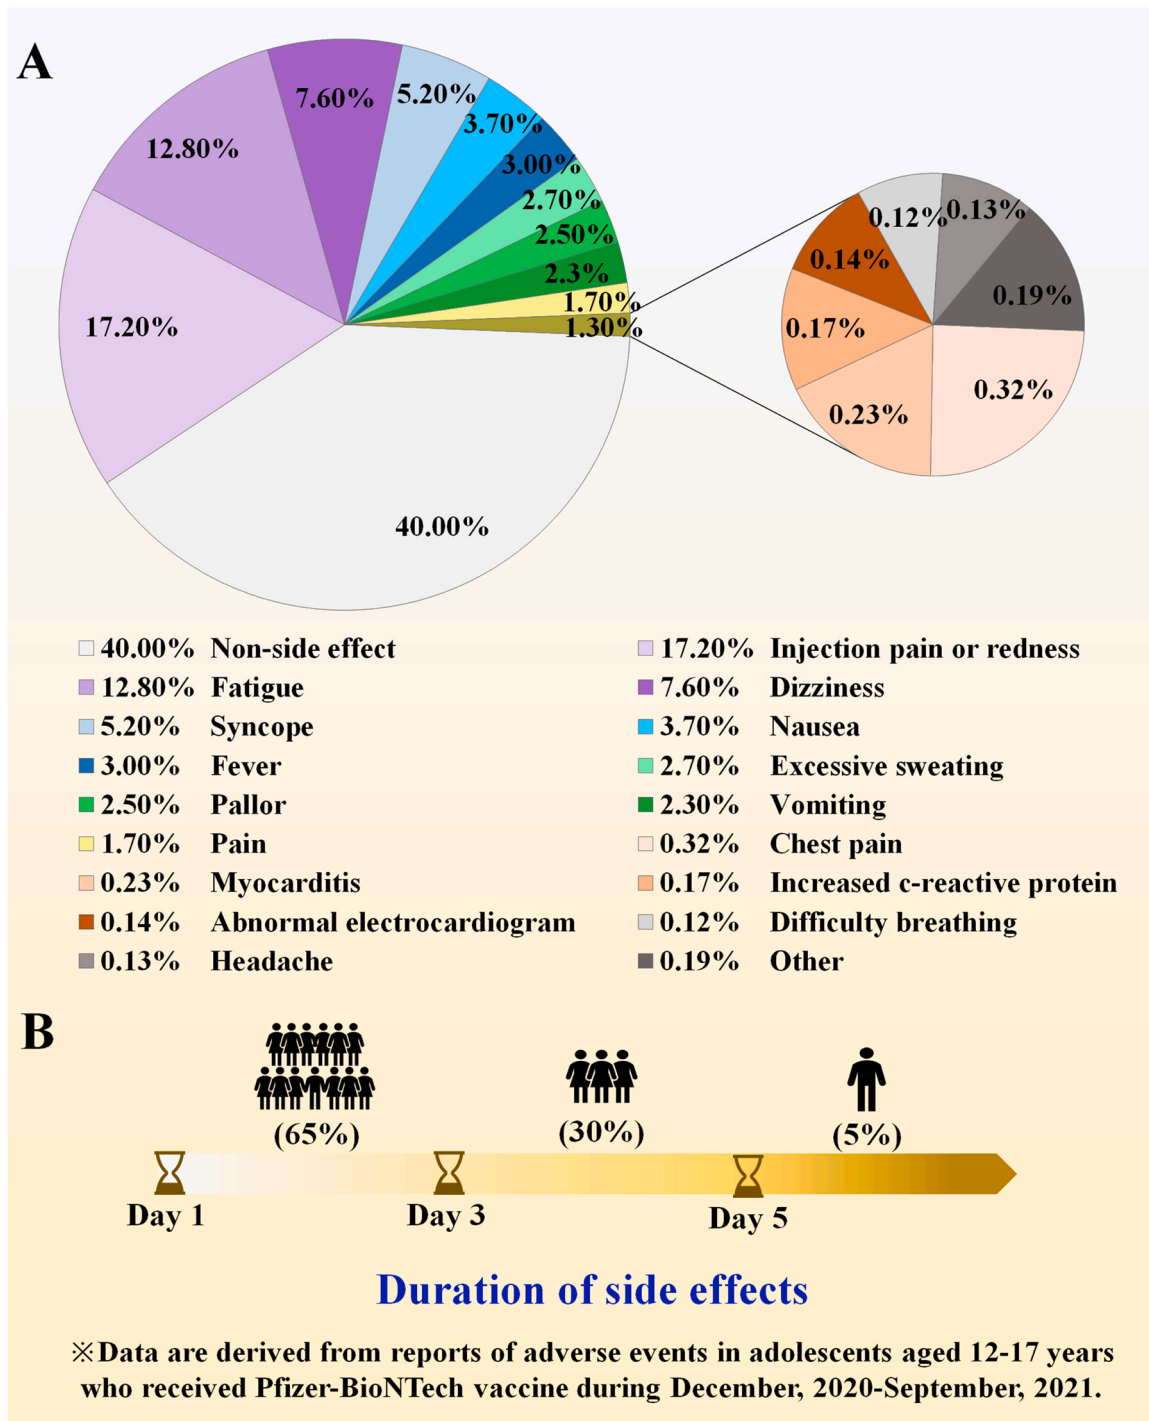 A
7.60%
5.20%
3.70%
12.80%
3.00%
2.70%
2.50%
2.3%
1.70%
1.30%
17.20%
40.00%
0.12%
0.13%
0.14%
0.19%
0.17%
0.32%
0.23%
40.00% Non-side effect
17.20% Injection pain or redness
12.80% Fatigue
7.60% Dizziness
5.20% Syncope
3.70% Nausea
3.00% Fever
2.70% Excessive sweating
2.50% Pallor
2.30% Vomiting
1.70% Pain
0.32% Chest pain
0.23% Myocarditis
0.17% Increased c-reactive protein
0.14% Abnormal electrocardiogram
0.12% Difficulty breathing
0.13% Headache
0.19% Other
B
(65%)
(30%)
(5%)
Day 1
Day 3
Day 5
Duration of side effects
※Data are derived from reports of adverse events in adolescents aged 12-17 years
who received Pfizer-BioNTech vaccine during December, 2020-September, 2021.